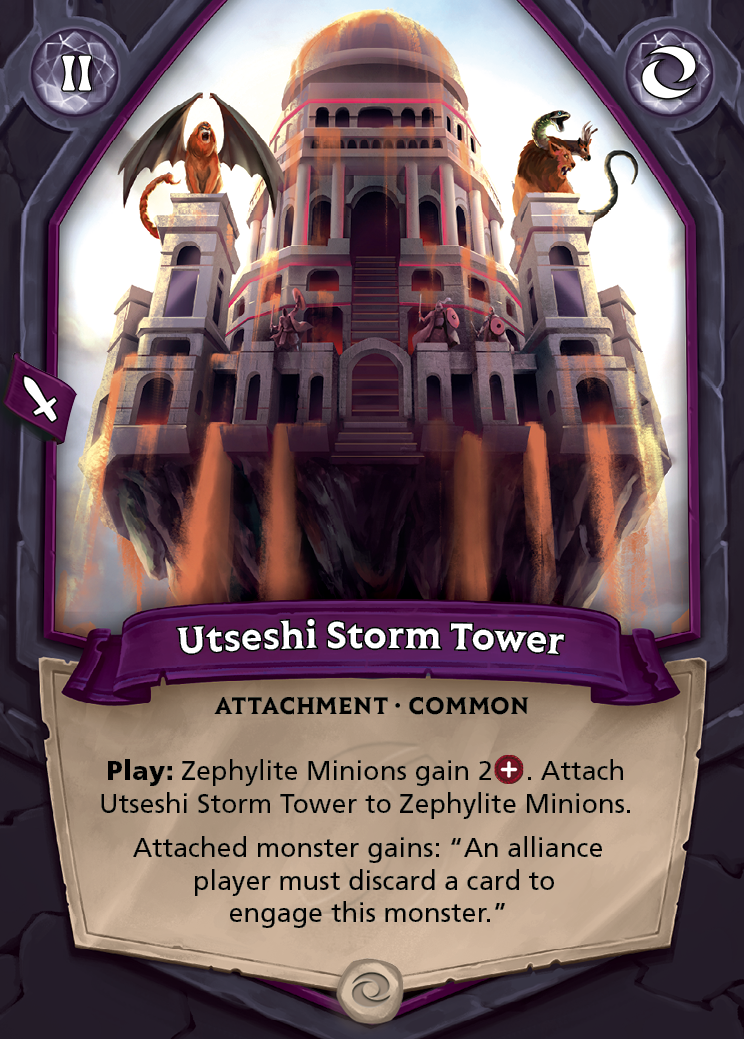 II
Utseshi Storm Tower
ATTACHMENT · COMMON
Play: Zephylite Minions gain 2. Attach
Utseshi Storm Tower to Zephylite Minions.
Attached monster gains: “An alliance
player must discard a card to
engage this monster.”